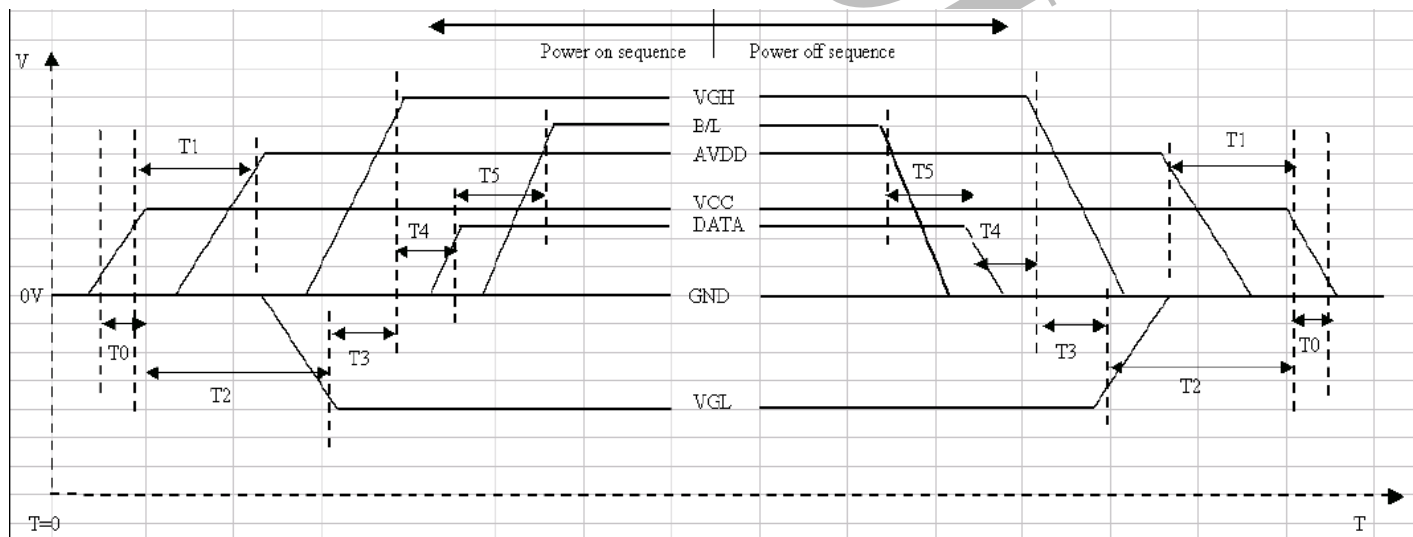 Power on sequence Power off sequence
V
VGH
B/L
T1 AVDD T1
T5 T5
VCC
T4 DATA T4
0V GND
T0 T3 T3 T0
T2 VGL T2
T=0 T